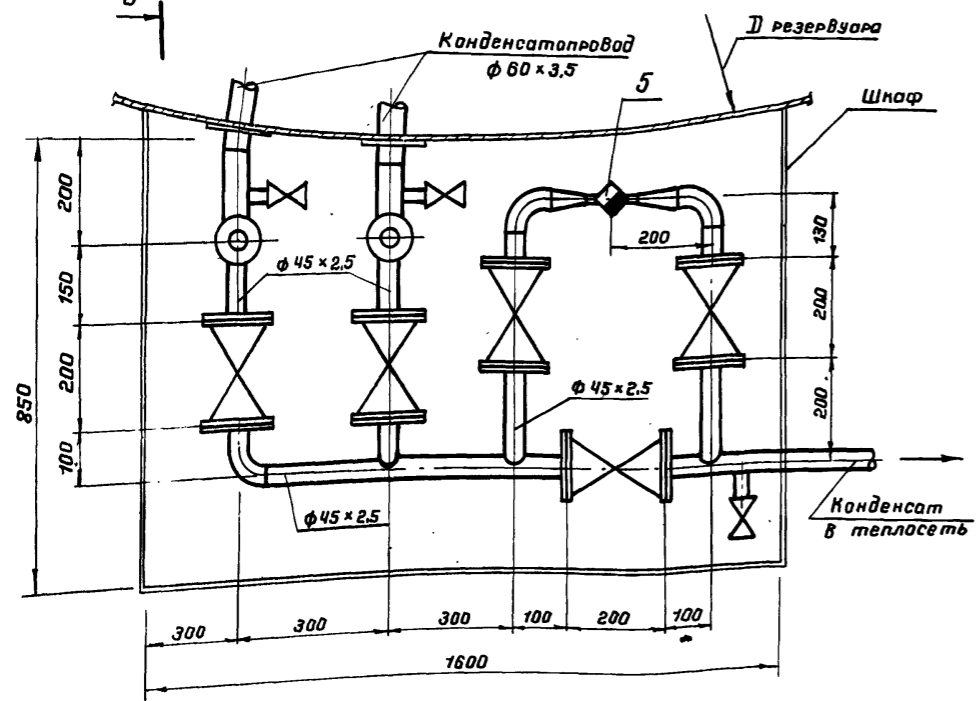 Конденсатопровод
ϕ 60 × 3,5
D резервуара
5
Шкаф
200
150
200
100
850
ϕ 45 × 2,5
200
130
200
200
ϕ 45 × 2,5
ϕ 45 × 2,5
Конденсат
в теплосеть
300
300
300
100
200
100
1600